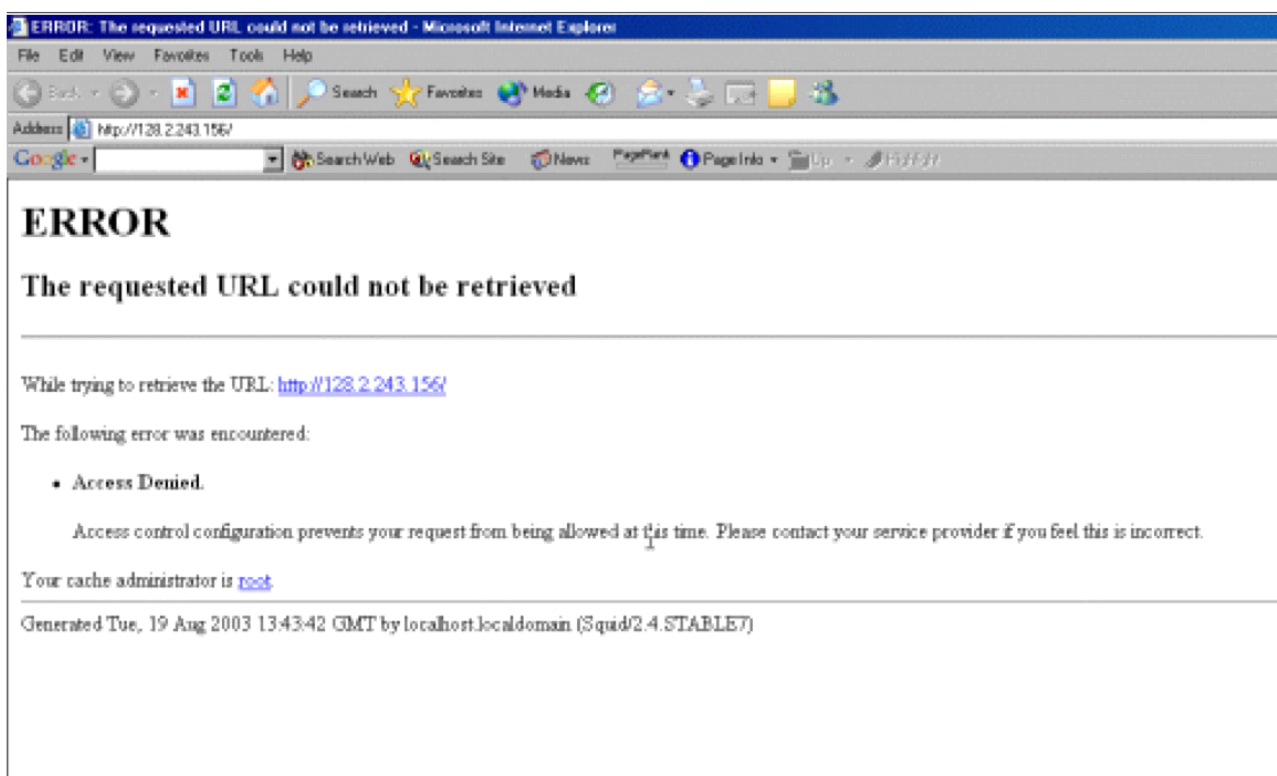 ERROR: The requested URL could not be retrieved - Microsoft Internet Explorer
File Edit View Favorites Tools Help
Back Search Favorites Media
Address http://128.2.243.156/
Google Search Web Search Site News PageRank Page Info Up Highlight
ERROR
The requested URL could not be retrieved
While trying to retrieve the URL: http://128.2.243.156/
The following error was encountered:
• Access Denied.
Access control configuration prevents your request from being allowed at this time. Please contact your service provider if you feel this is incorrect.
Your cache administrator is root.
Generated Tue, 19 Aug 2003 13:43:42 GMT by localhost.localdomain (Squid/2.4.STABLE7)